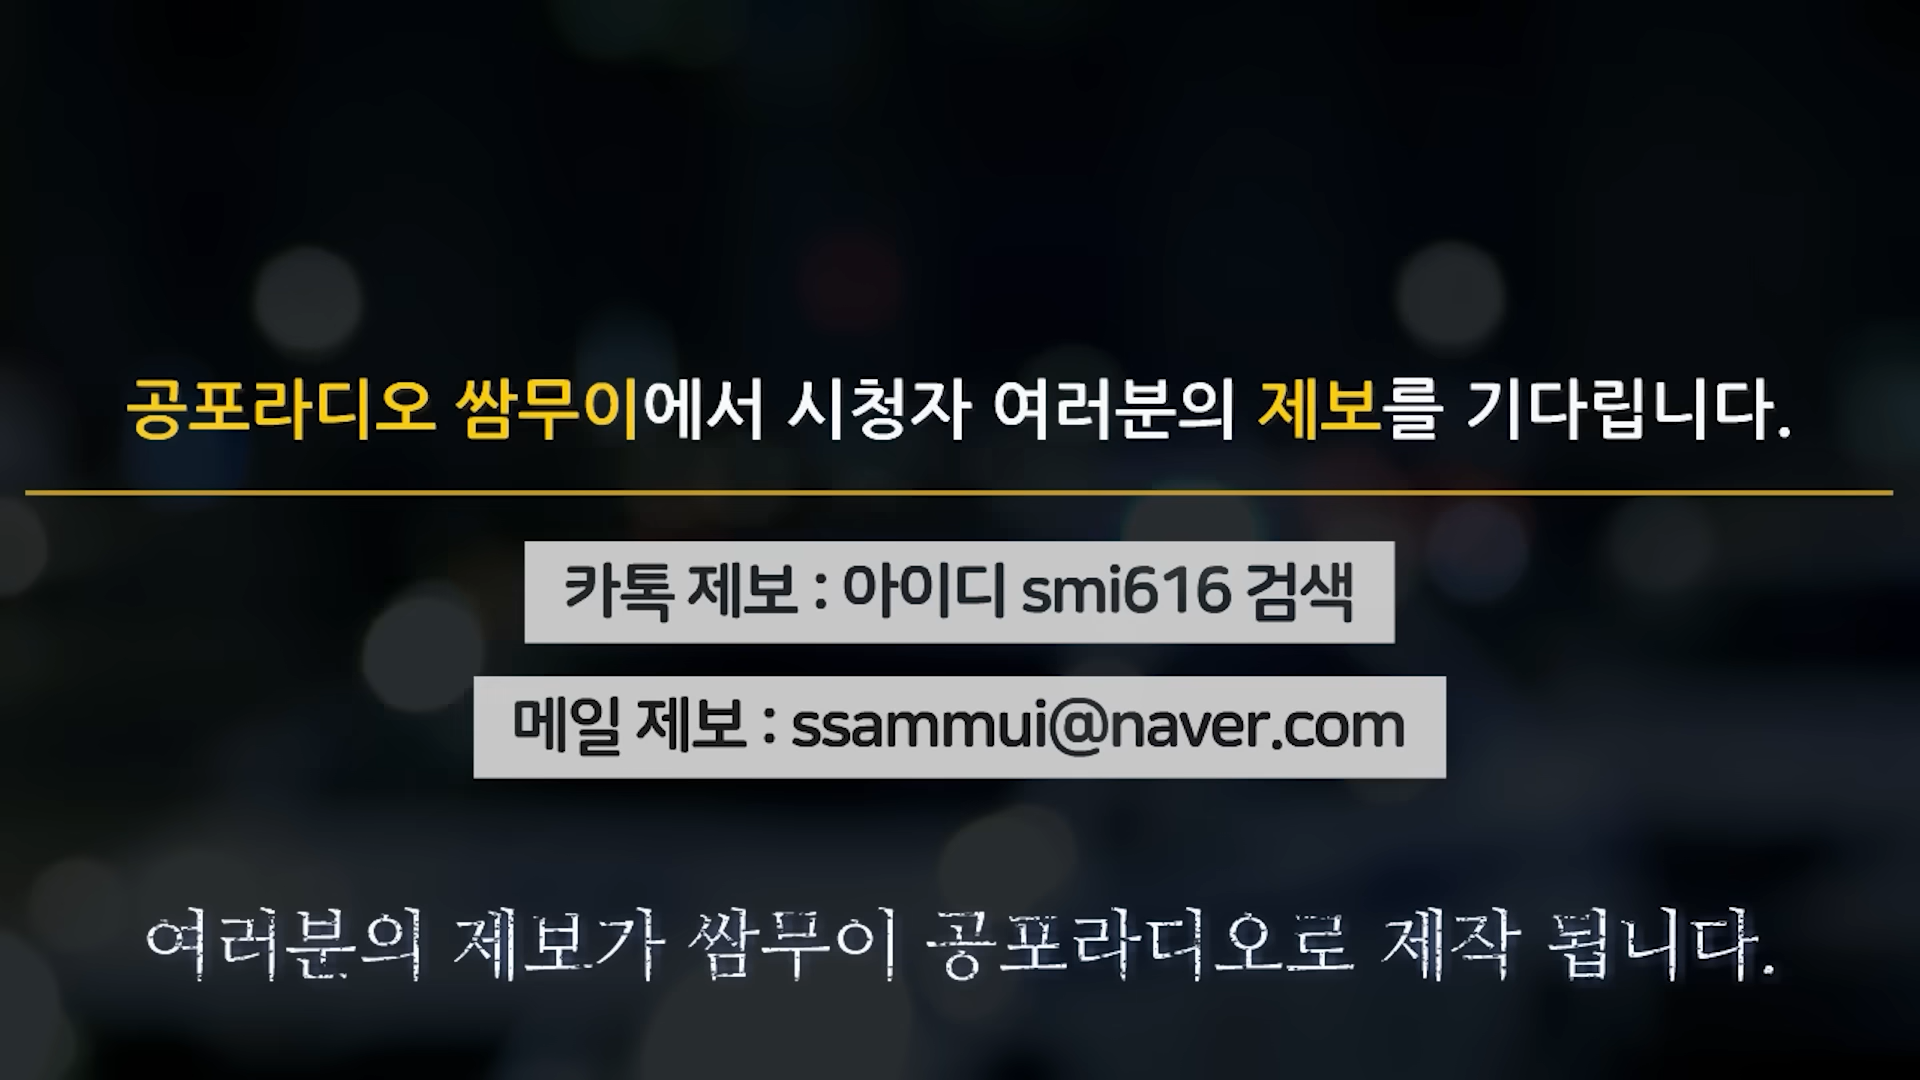 공포라디오 쌈무이에서 시청자 여러분의 제보를 기다립니다.
카톡 제보 : 아이디 smi616 검색
메일 제보 : ssammui@naver.com
여러분의 제보가 쌈무이 공포라디오로 제작 됩니다.